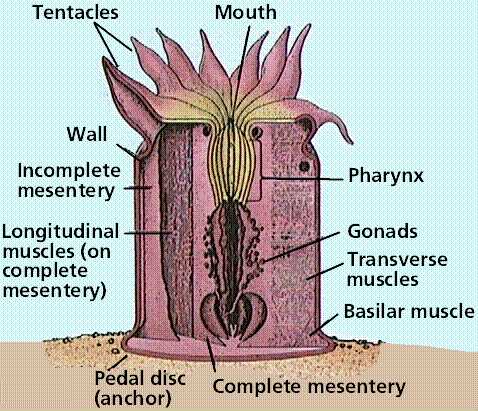 Tentacles
Mouth
Wall
Incomplete
mesentery
Pharynx
Longitudinal
muscles (on
complete
mesentery)
Gonads
Transverse
muscles
Basilar muscle
Pedal disc
(anchor)
Complete mesentery